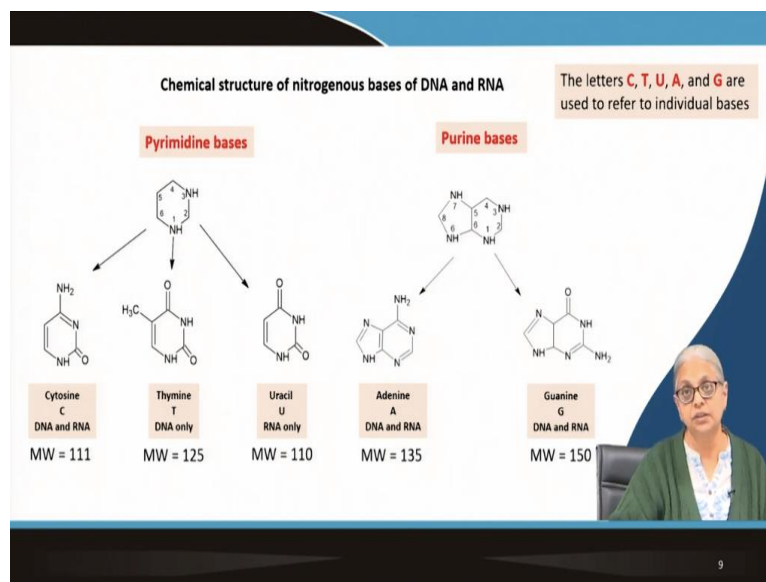 Chemical structure of nitrogenous bases of DNA and RNA
The letters C, T, U, A, and G are
used to refer to individual bases
Pyrimidine bases
Purine bases
4
5
3
NH
6
2
1
NH
NH
7
4
5
3
NH
8
6
2
6
1
NH
NH
NH2
N
NH
O
O
H3C
NH
NH
O
O
NH
NH
O
NH2
N
N
NH
N
O
N
NH
NH
N
NH2
Cytosine
C
DNA and RNA
MW = 111
Thymine
T
DNA only
MW = 125
Uracil
U
RNA only
MW = 110
Adenine
A
DNA and RNA
MW = 135
Guanine
G
DNA and RNA
MW = 150
9